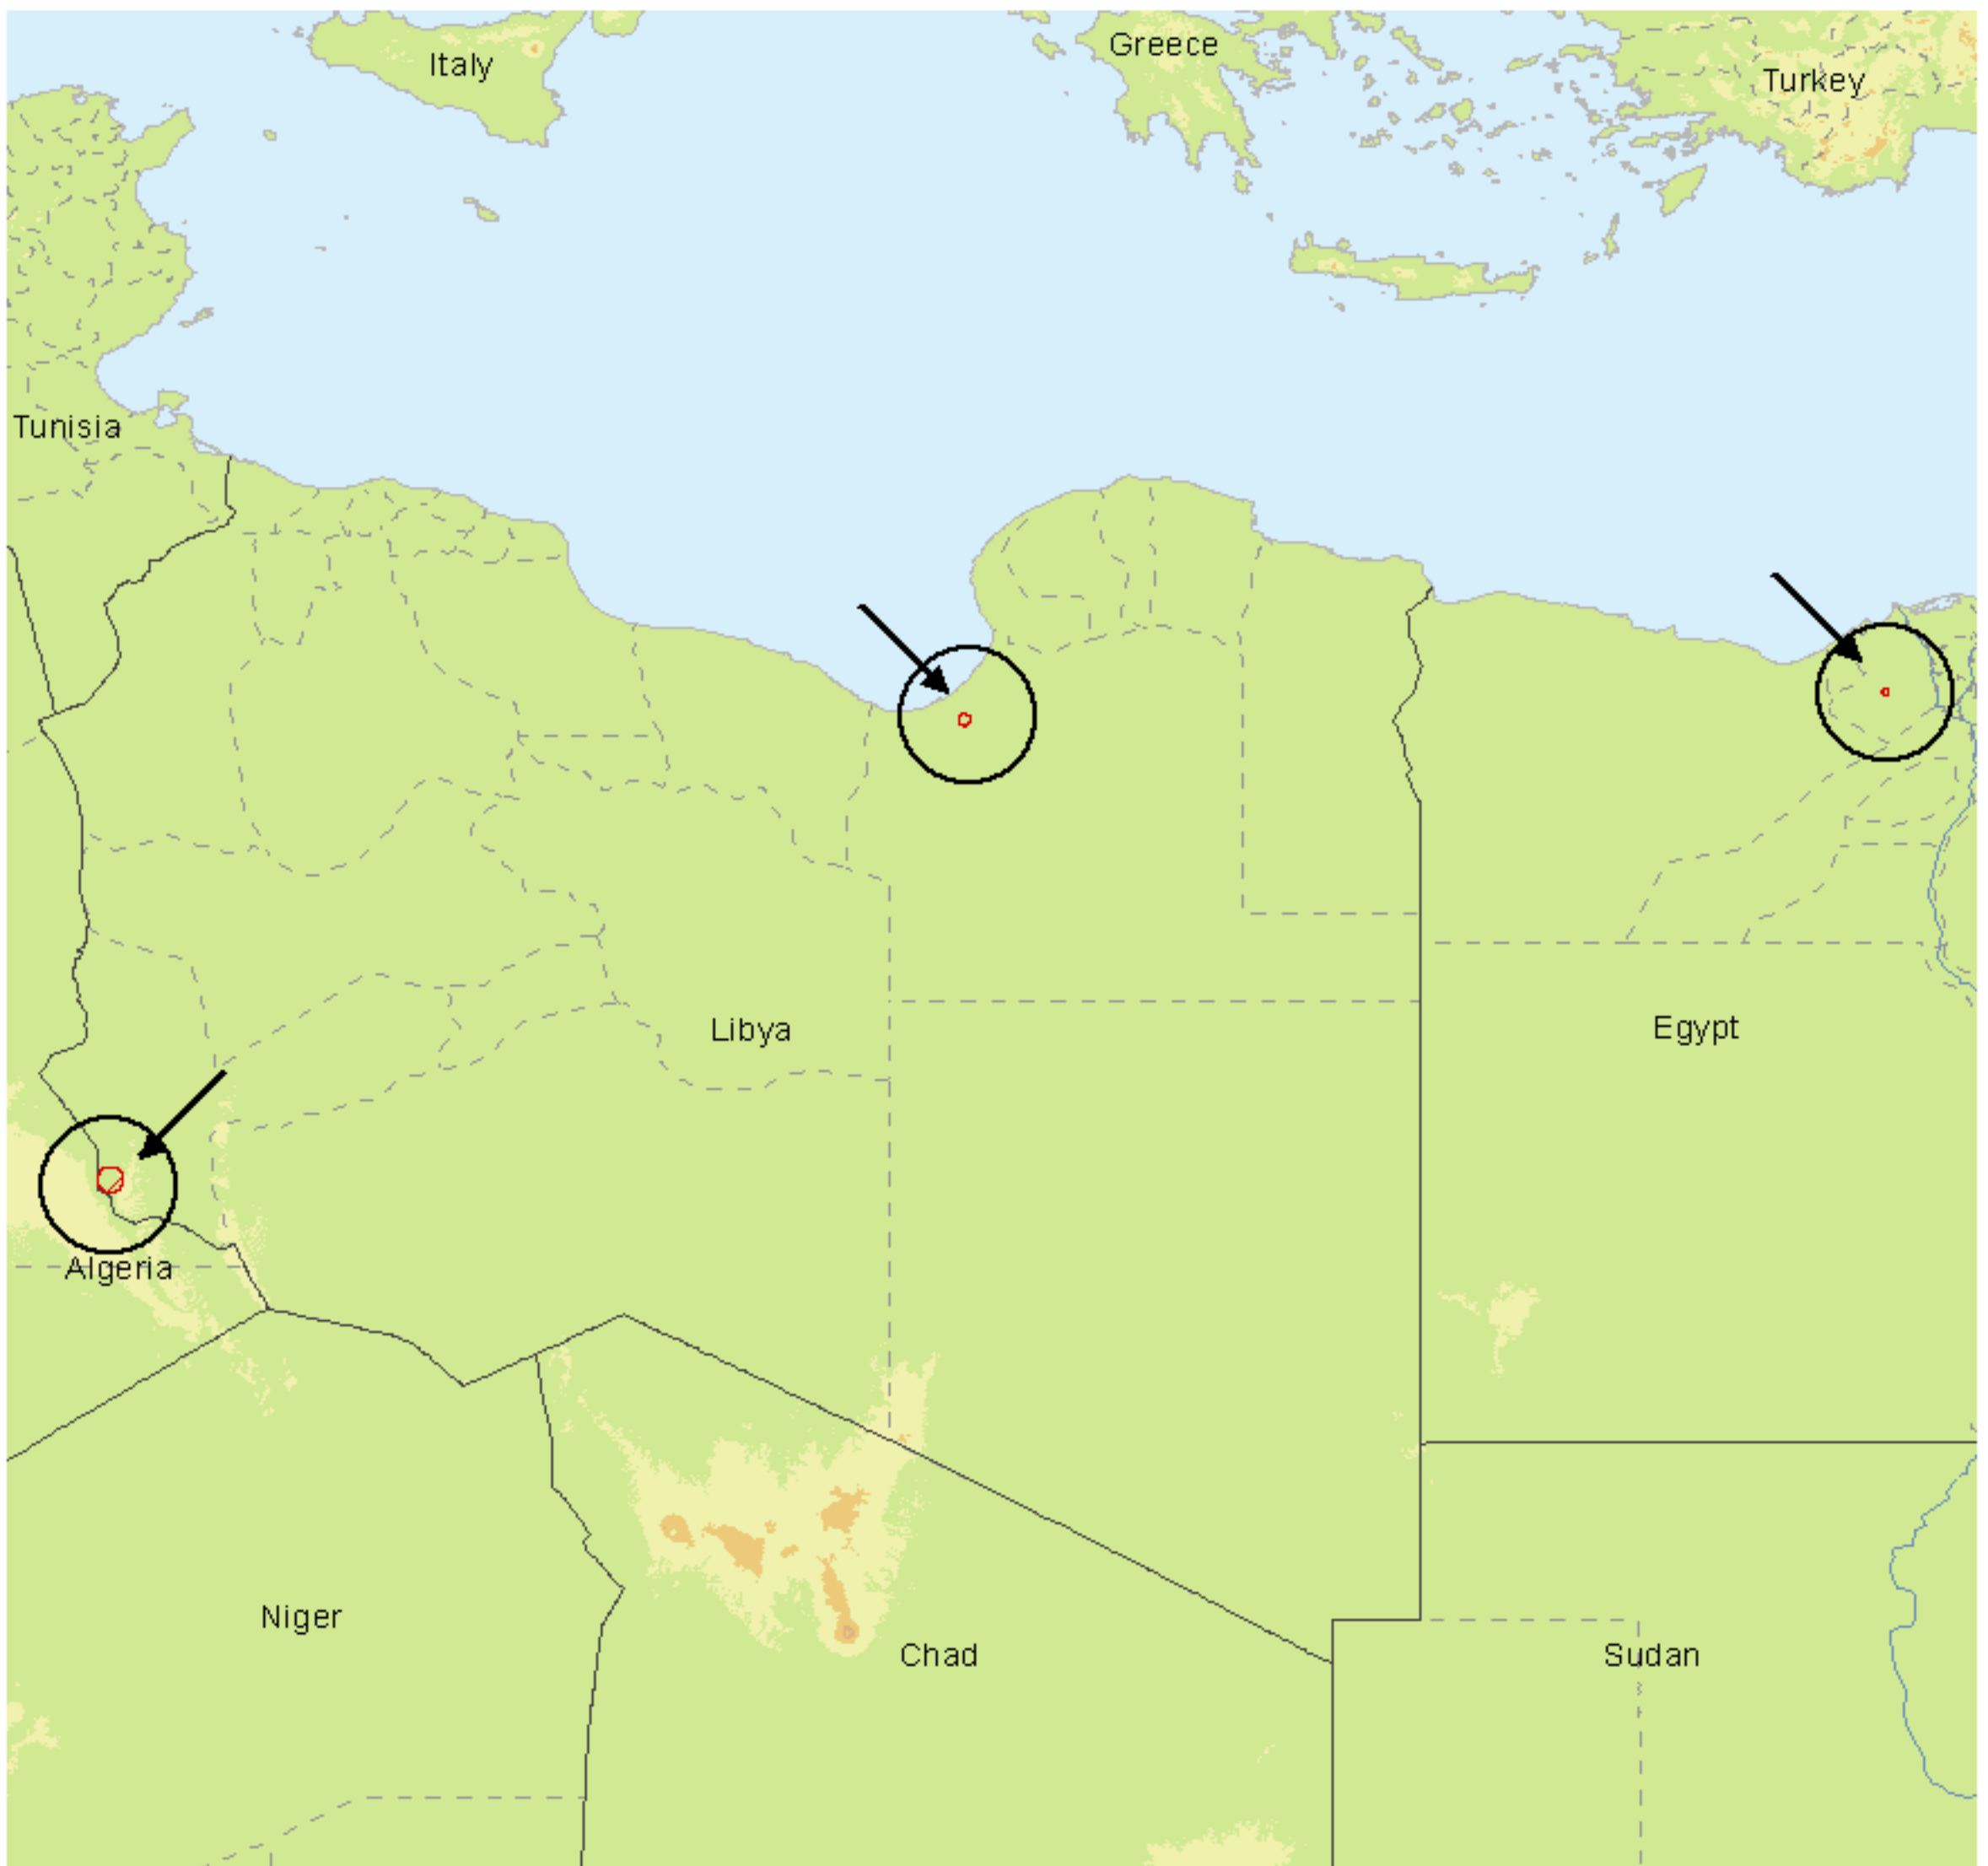 Greece
Italy
Turkey
Tunisia
Libya
Egypt
Algeria
Niger
Chad
Sudan